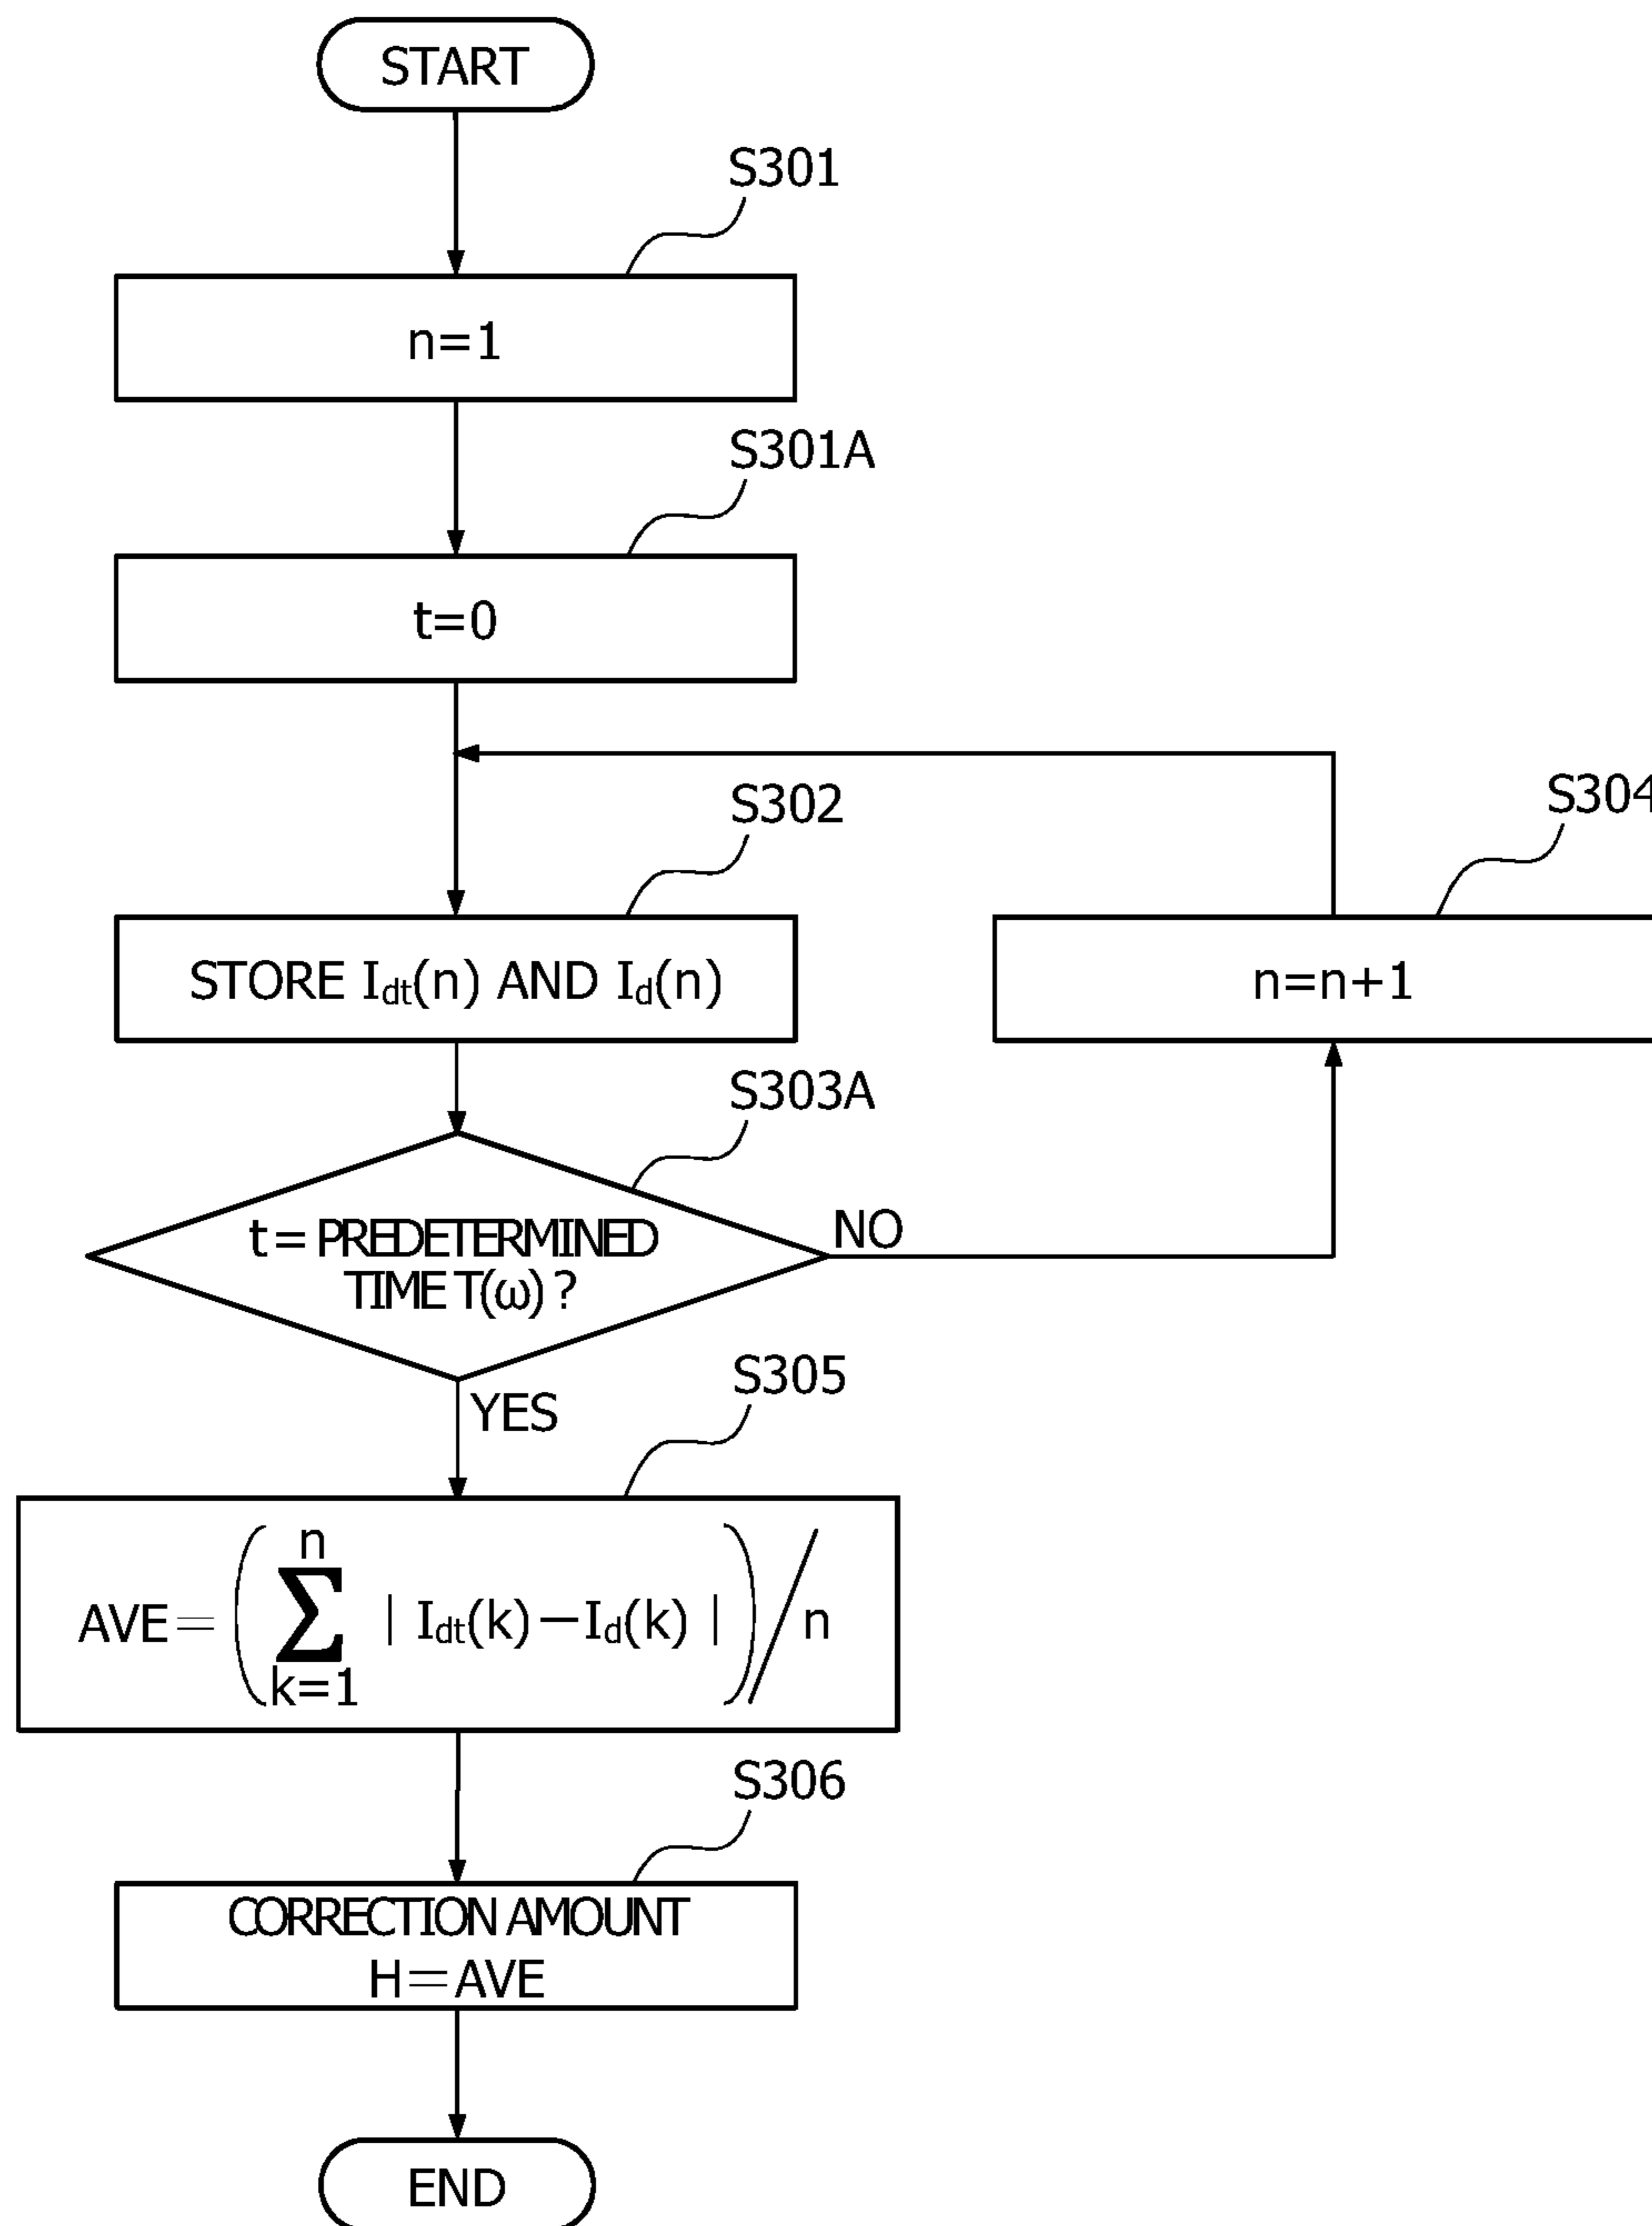 START
S301
n=1
S301A
t=0
S302
S304
STORE Idt(n) AND Id(n)
n=n+1
S303A
t=PREDETERMINED
TIME T(ω)?
NO
YES
S305
AVE=(∑ n k=1 |Idt(k)−Id(k)|)/n
S306
CORRECTION AMOUNT
H=AVE
END